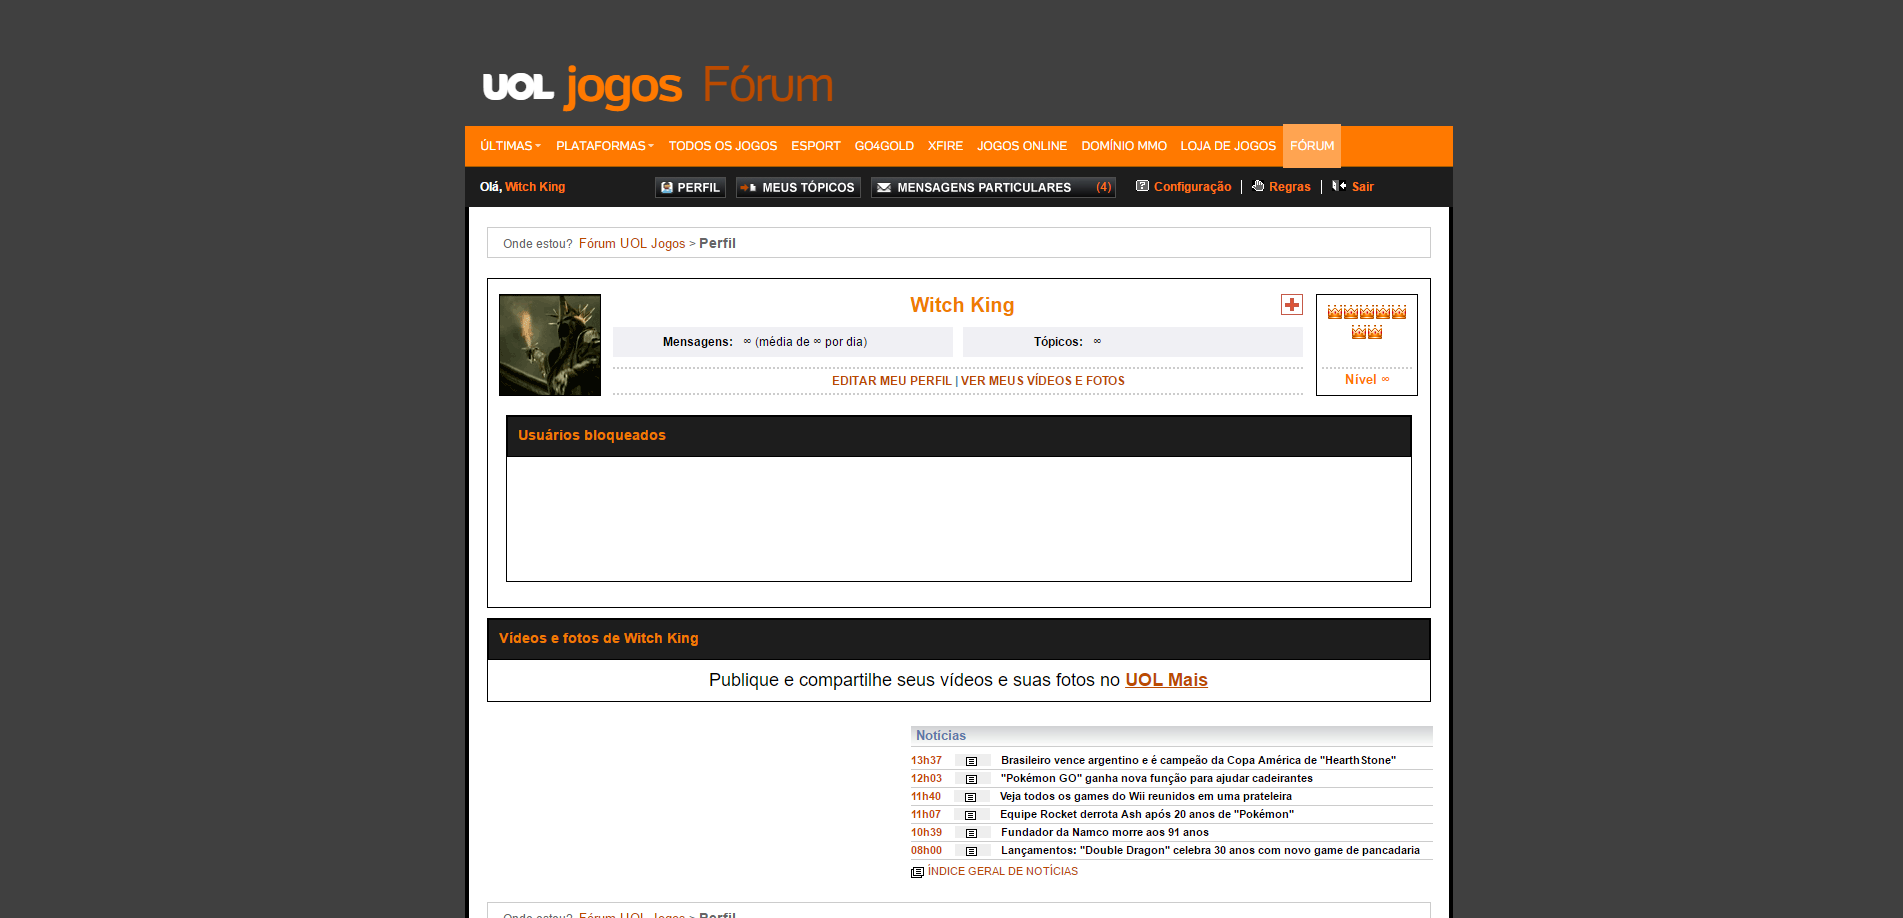 UOL jogos Fórum
ÚLTIMAS PLATAFORMAS TODOS OS JOGOS ESPORT GO4GOLD XFIRE JOGOS ONLINE DOMÍNIO MMO LOJA DE JOGOS FÓRUM
Olá, Witch King PERFIL MEUS TÓPICOS MENSAGENS PARTICULARES (4) Configuração | Regras | Sair
Onde estou? Fórum UOL Jogos > Perfil
Witch King
Mensagens: ∞ (média de ∞ por dia) Tópicos: ∞
EDITAR MEU PERFIL | VER MEUS VÍDEOS E FOTOS
Nível ∞
Usuários bloqueados
Vídeos e fotos de Witch King
Publique e compartilhe seus vídeos e suas fotos no UOL Mais
Notícias
13h37 Brasileiro vence argentino e é campeão da Copa América de "HearthStone"
12h03 "Pokémon GO" ganha nova função para ajudar cadeirantes
11h40 Veja todos os games do Wii reunidos em uma prateleira
11h07 Equipe Rocket derrota Ash após 20 anos de "Pokémon"
10h39 Fundador da Namco morre aos 91 anos
08h00 Lançamentos: "Double Dragon" celebra 30 anos com novo game de pancadaria
ÍNDICE GERAL DE NOTÍCIAS
Onde estou? Fórum UOL Jogos > Perfil